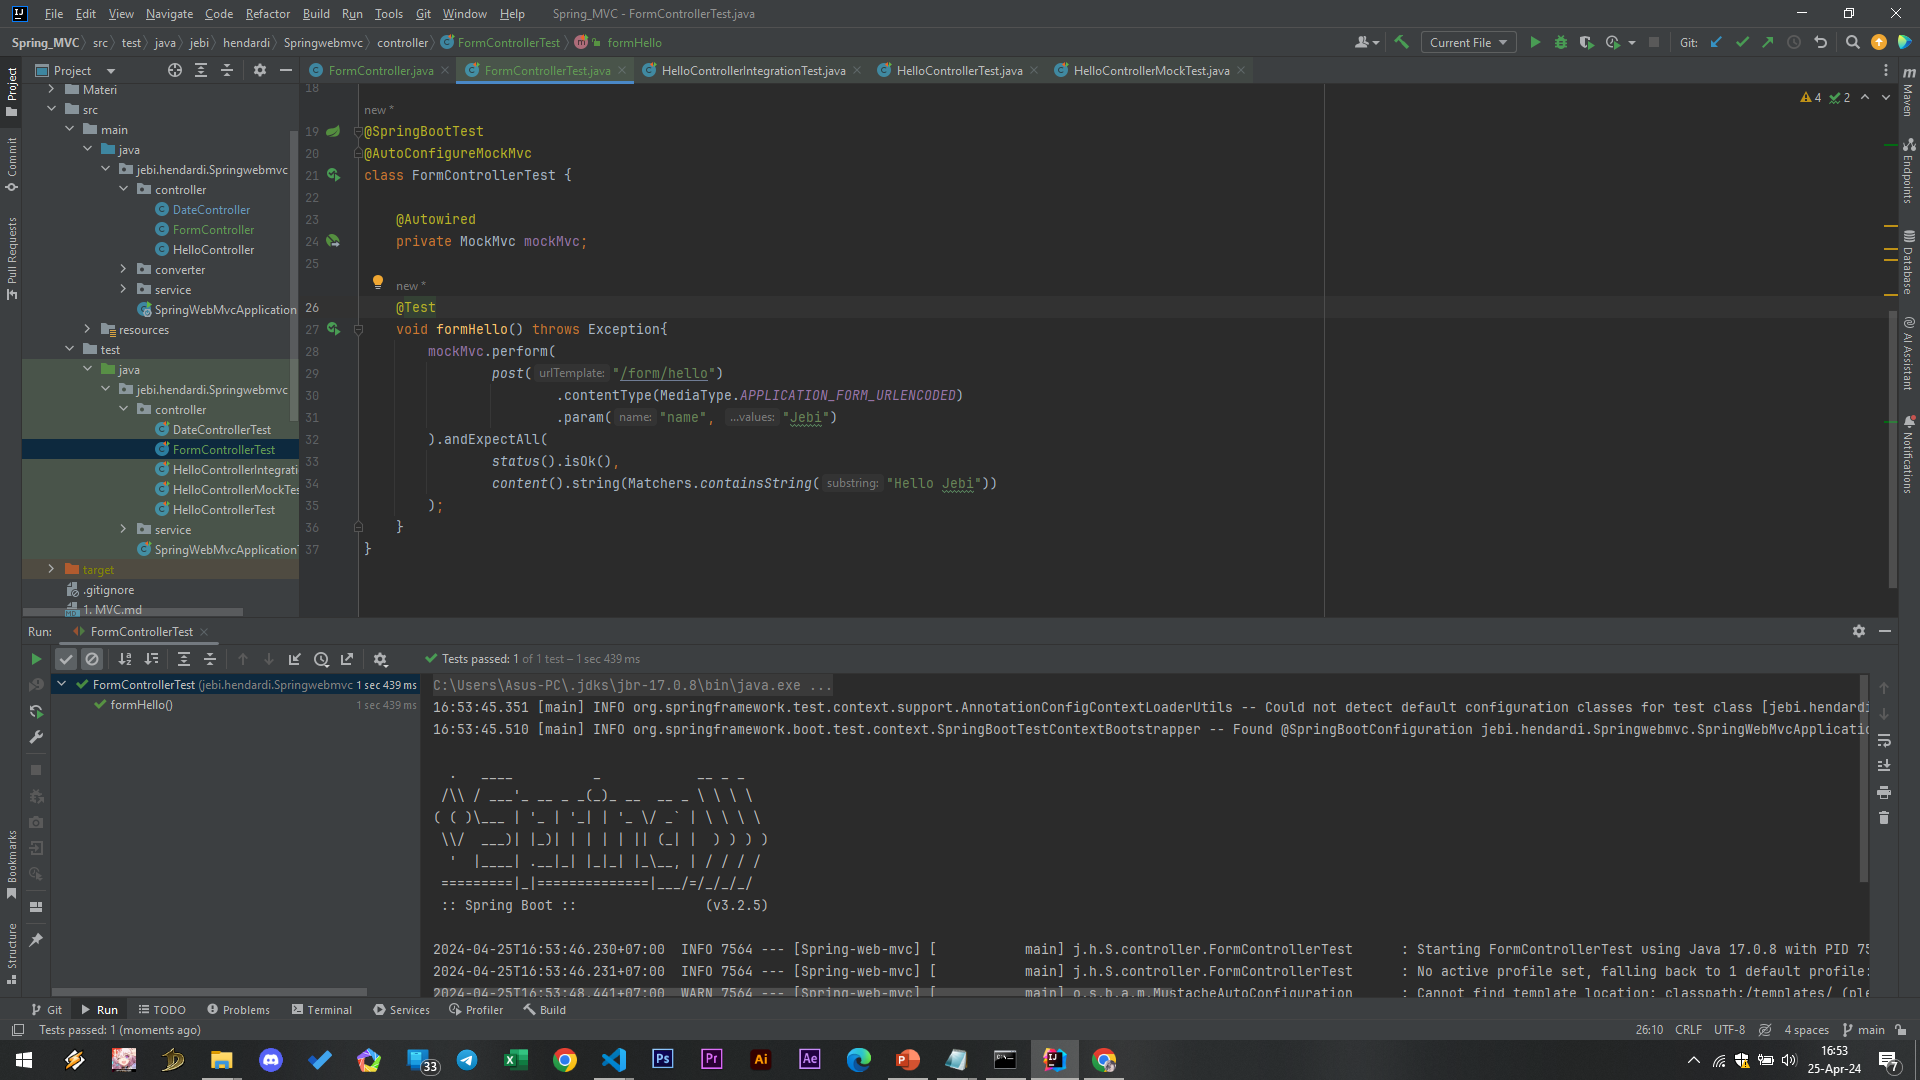 File Edit View Navigate Code Refactor Build Run Tools Git Window Help Spring_MVC - FormControllerTest.java
Spring_MVC src test java jebi hendardi Springwebmvc controller FormControllerTest formHello
Current File
Git:
Project
FormController.java FormControllerTest.java HelloControllerIntegrationTest.java HelloControllerTest.java HelloControllerMockTest.java
Project
Commit
Pull Requests
Bookmarks
Structure
Materi
src
main
java
jebi.hendardi.Springwebmvc
controller
DateController
FormController
HelloController
converter
service
SpringWebMvcApplication
resources
test
java
jebi.hendardi.Springwebmvc
controller
DateControllerTest
FormControllerTest
HelloControllerIntegrati
HelloControllerMockTes
HelloControllerTest
service
SpringWebMvcApplication
target
.gitignore
1. MVC.md
4 2
18
new *
19 @SpringBootTest
20 @AutoConfigureMockMvc
21 class FormControllerTest {
22
23 @Autowired
24 private MockMvc mockMvc;
25
new *
26 @Test
27 void formHello() throws Exception{
28 mockMvc.perform(
29 post( urlTemplate: "/form/hello")
30 .contentType(MediaType.APPLICATION_FORM_URLENCODED)
31 .param( name: "name", ...values: "Jebi")
32 ).andExpectAll(
33 status().isOk(),
34 content().string(Matchers.containsString( substring: "Hello Jebi"))
35 );
36 }
37 }
Maven
Endpoints
Database
AI Assistant
Notifications
Run: FormControllerTest
Tests passed: 1 of 1 test – 1 sec 439 ms
FormControllerTest (jebi.hendardi.Springwebmvc 1 sec 439 ms
formHello() 1 sec 439 ms
C:\Users\Asus-PC\.jdks\jbr-17.0.8\bin\java.exe ...
16:53:45.351 [main] INFO org.springframework.test.context.support.AnnotationConfigContextLoaderUtils -- Could not detect default configuration classes for test class [jebi.hendardi
16:53:45.510 [main] INFO org.springframework.boot.test.context.SpringBootTestContextBootstrapper -- Found @SpringBootConfiguration jebi.hendardi.Springwebmvc.SpringWebMvcApplicatio
  .   ____          _            __ _ _
 /\\ / ___'_ __ _ _(_)_ __  __ _ \ \ \ \
( ( )\___ | '_ | '_| | '_ \/ _` | \ \ \ \
 \\/  ___)| |_)| | | | | || (_| |  ) ) ) )
  '  |____| .__|_| |_|_| |_\__, | / / / /
 =========|_|==============|___/=/_/_/_/
:: Spring Boot :: (v3.2.5)
2024-04-25T16:53:46.230+07:00 INFO 7564 --- [Spring-web-mvc] [ main] j.h.S.controller.FormControllerTest : Starting FormControllerTest using Java 17.0.8 with PID 75
2024-04-25T16:53:46.231+07:00 INFO 7564 --- [Spring-web-mvc] [ main] j.h.S.controller.FormControllerTest : No active profile set, falling back to 1 default profile:
2024-04-25T16:53:48.441+07:00 WARN 7564 --- [Spring-web-mvc] [ main] o.s.b.a.m.MustacheAutoConfiguration : Cannot find template location: classpath:/templates/ (ple
Git Run TODO Problems Terminal Services Profiler Build
Tests passed: 1 (moments ago) 26:10 CRLF UTF-8 4 spaces main
33
Ps Pr Ai Ae
16:53
25-Apr-24
7